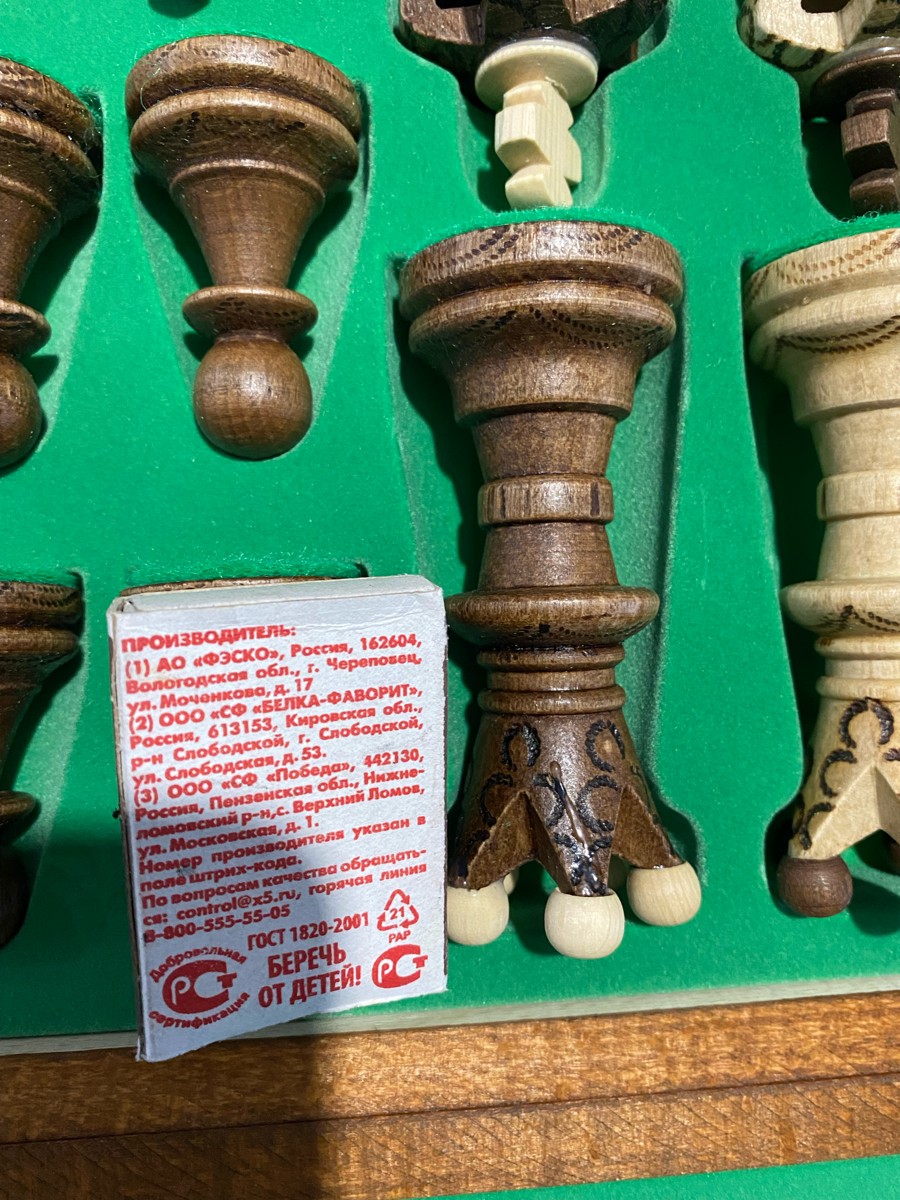 ПРОИЗВОДИТЕЛЬ:
(1) АО «ФЭСКО», Россия, 162604,
Вологодская обл., г. Череповец,
ул. Моченкова, д. 17
(2) ООО «СФ «БЕЛКА-ФАВОРИТ»,
Россия, 613153, Кировская обл.,
р-н Слободской, г. Слободской,
ул. Слободская, д. 53.
(3) ООО «СФ «Победа», 442130,
Россия, Пензенская обл., Нижне-
ломовский р-н,с. Верхний Ломов,
ул. Московская, д. 1.
Номер производителя указан в
поле штрих-кода.
По вопросам качества обращать-
ся: control@x5.ru, горячая линия
8-800-555-55-05
ГОСТ 1820-2001
21
PAP
Добровольная
РСТ
сертификация
БЕРЕЧЬ
ОТ ДЕТЕЙ!
РСТ